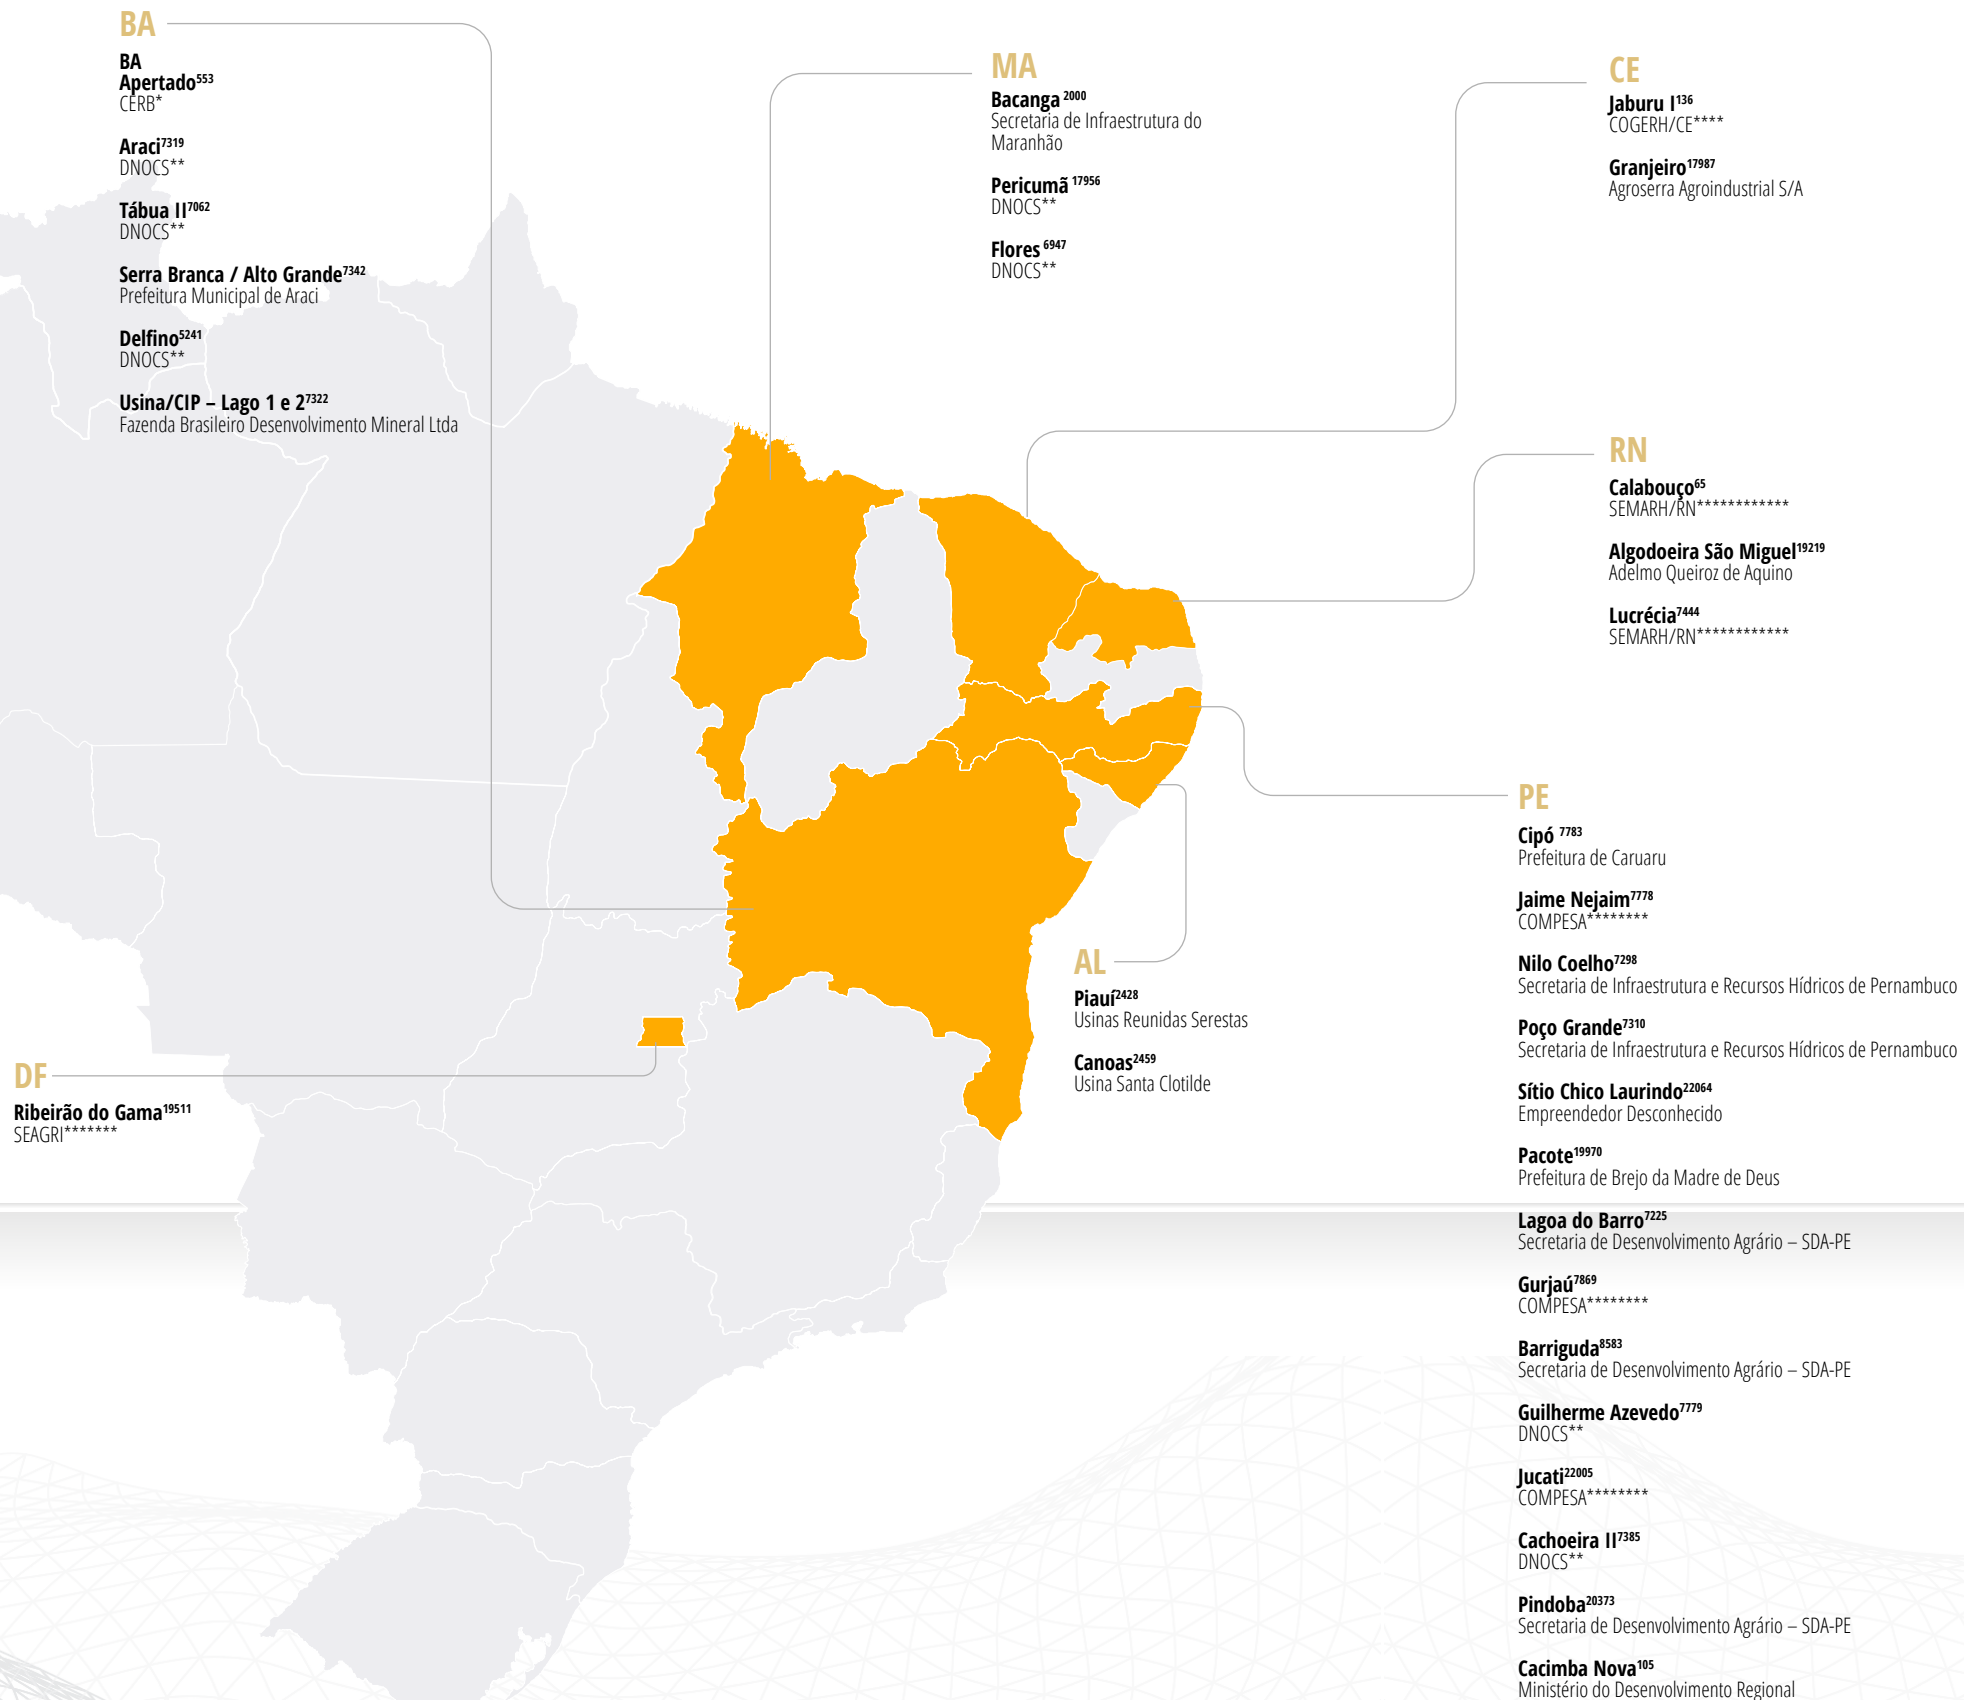 BA
BA
Apertado553
CERB*
Araci7319
DNOCS**
Tábua II7062
DNOCS**
Serra Branca / Alto Grande7342
Prefeitura Municipal de Araci
Delfino5241
DNOCS**
Usina/CIP – Lago 1 e 27322
Fazenda Brasileiro Desenvolvimento Mineral Ltda
MA
Bacanga 2000
Secretaria de Infraestrutura do
Maranhão
Pericumã 17956
DNOCS**
Flores 6947
DNOCS**
CE
Jaburu I136
COGERH/CE****
Granjeiro17987
Agroserra Agroindustrial S/A
RN
Calabouço65
SEMARH/RN************
Algodoeira São Miguel19219
Adelmo Queiroz de Aquino
Lucrécia7444
SEMARH/RN************
PE
Cipó 7783
Prefeitura de Caruaru
Jaime Nejaim7778
COMPESA********
Nilo Coelho7298
Secretaria de Infraestrutura e Recursos Hídricos de Pernambuco
Poço Grande7310
Secretaria de Infraestrutura e Recursos Hídricos de Pernambuco
Sítio Chico Laurindo22064
Empreendedor Desconhecido
Pacote19970
Prefeitura de Brejo da Madre de Deus
Lagoa do Barro7225
Secretaria de Desenvolvimento Agrário – SDA-PE
Gurjaú7869
COMPESA********
Barriguda8583
Secretaria de Desenvolvimento Agrário – SDA-PE
Guilherme Azevedo7779
DNOCS**
Jucati22005
COMPESA********
Cachoeira II7385
DNOCS**
Pindoba20373
Secretaria de Desenvolvimento Agrário – SDA-PE
Cacimba Nova105
Ministério do Desenvolvimento Regional
AL
Piauí2428
Usinas Reunidas Serestas
Canoas2459
Usina Santa Clotilde
DF
Ribeirão do Gama19511
SEAGRI*******